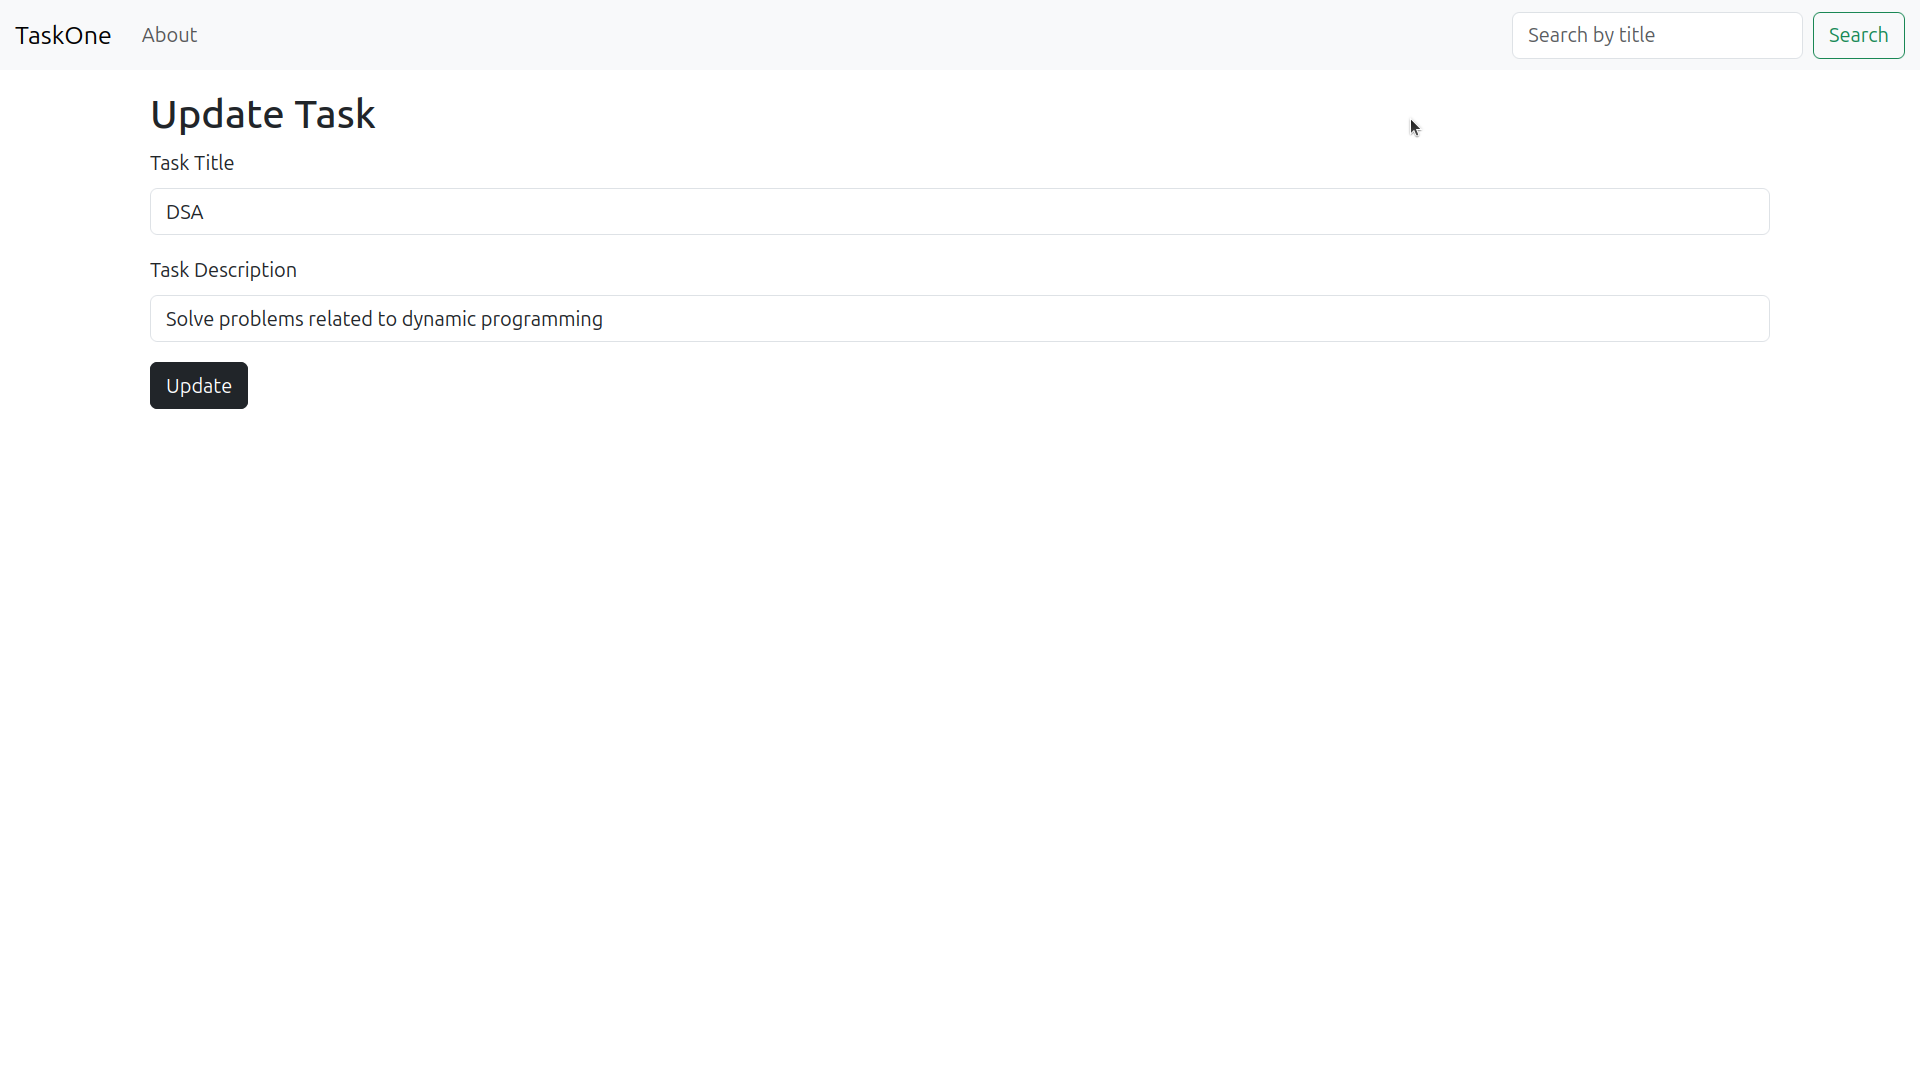 TaskOne About Search by title Search
Update Task
Task Title
DSA
Task Description
Solve problems related to dynamic programming
Update